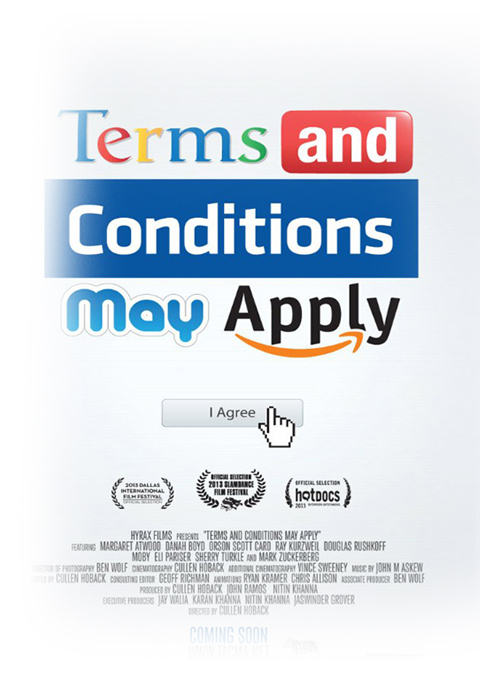 Terms and
Conditions
May Apply
I Agree
2013 DALLAS
INTERNATIONAL
FILM FESTIVAL
OFFICIAL SELECTION
OFFICIAL SELECTION
2013 SLAMDANCE
FILM FESTIVAL
OFFICIAL SELECTION
hotDOCS
2013
HYRAX FILMS PRESENTS "TERMS AND CONDITIONS MAY APPLY"
FEATURING MARGARET ATWOOD DANAH BOYD ORSON SCOTT CARD RAY KURZWEIL DOUGLAS RUSHKOFF
MOBY ELI PARISER SHERRY TURKLE AND MARK ZUCKERBERG
OF PHOTOGRAPHY BEN WOLF CINEMATOGRAPHY CULLEN HOBACK ADDITIONAL CINEMATOGRAPHY VINCE SWEENEY MUSIC BY JOHN M ASKEW
BY CULLEN HOBACK CONSULTING EDITOR GEOFF RICHMAN ANIMATIONS RYAN KRAMER CHRIS ALLISON ASSOCIATE PRODUCER BEN WOLF
PRODUCED BY CULLEN HOBACK JOHN RAMOS NITIN KHANNA
EXECUTIVE PRODUCERS JAY WALIA KARAN KHANNA NITIN KHANNA JASWINDER GROVER
DIRECTED BY CULLEN HOBACK
COMING SOON